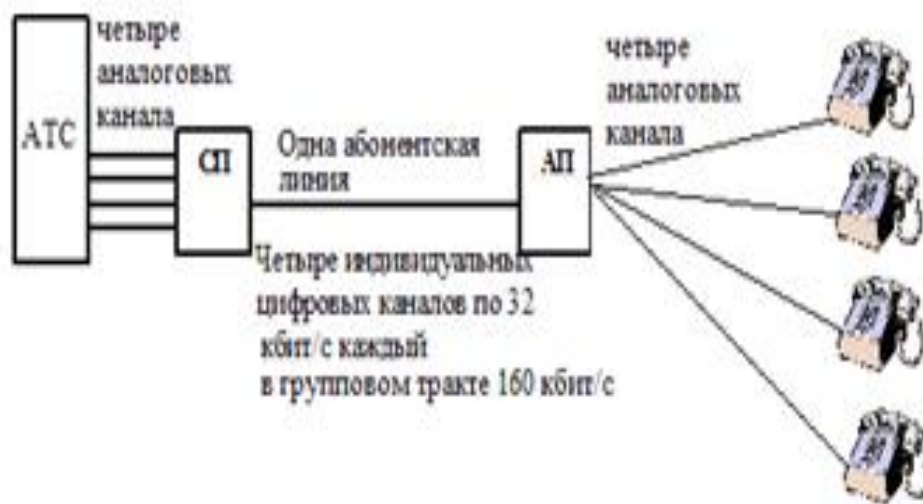 четыре
аналоговых
канала
АТС
СП
Одна абонентская
линия
АП
четыре
аналоговых
канала
Четыре индивидуальных
цифровых каналов по 32
кбит/с каждый
в групповом тракте 160 кбит/с